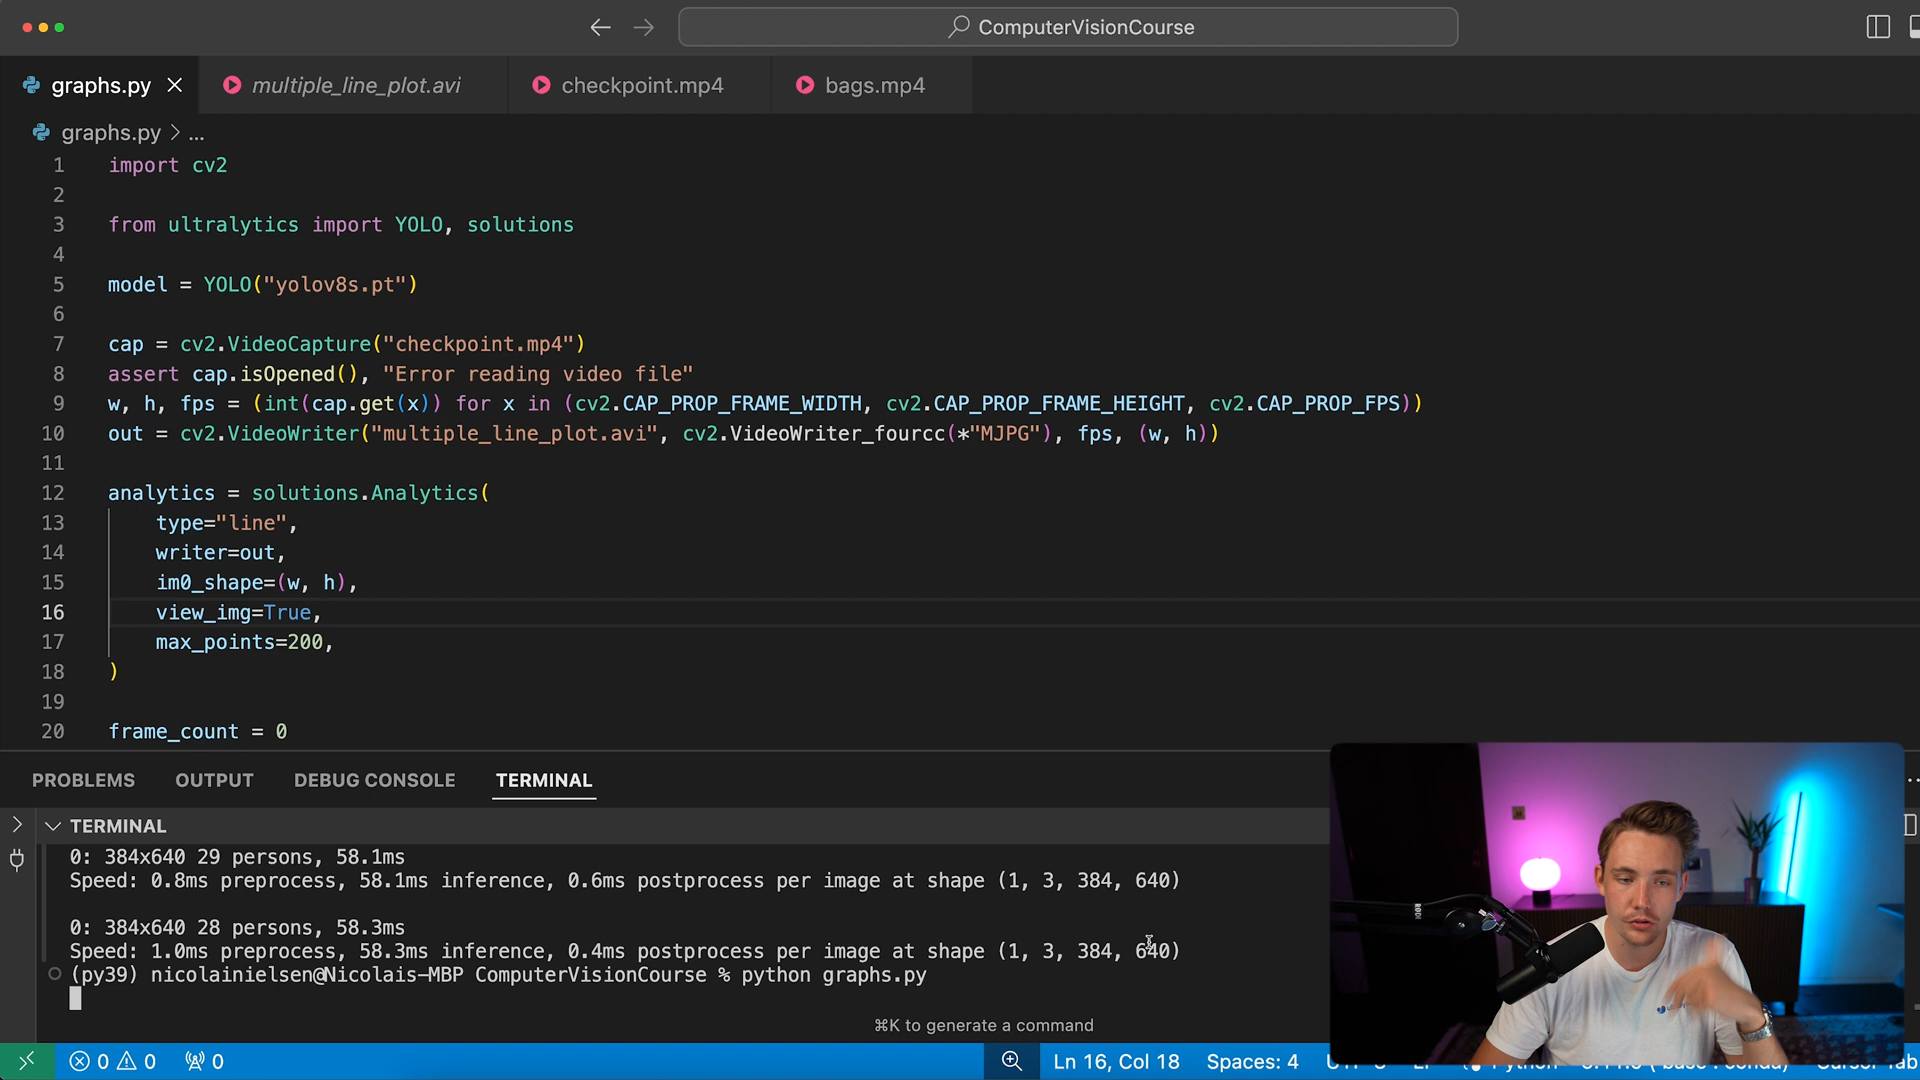 ComputerVisionCourse
graphs.py
multiple_line_plot.avi
checkpoint.mp4
bags.mp4
graphs.py > ...
1 import cv2
2
3 from ultralytics import YOLO, solutions
4
5 model = YOLO("yolov8s.pt")
6
7 cap = cv2.VideoCapture("checkpoint.mp4")
8 assert cap.isOpened(), "Error reading video file"
9 w, h, fps = (int(cap.get(x)) for x in (cv2.CAP_PROP_FRAME_WIDTH, cv2.CAP_PROP_FRAME_HEIGHT, cv2.CAP_PROP_FPS))
10 out = cv2.VideoWriter("multiple_line_plot.avi", cv2.VideoWriter_fourcc(*"MJPG"), fps, (w, h))
11
12 analytics = solutions.Analytics(
13 type="line",
14 writer=out,
15 im0_shape=(w, h),
16 view_img=True,
17 max_points=200,
18 )
19
20 frame_count = 0
PROBLEMS OUTPUT DEBUG CONSOLE TERMINAL
TERMINAL
0: 384x640 29 persons, 58.1ms
Speed: 0.8ms preprocess, 58.1ms inference, 0.6ms postprocess per image at shape (1, 3, 384, 640)
0: 384x640 28 persons, 58.3ms
Speed: 1.0ms preprocess, 58.3ms inference, 0.4ms postprocess per image at shape (1, 3, 384, 640)
(py39) nicolainielsen@Nicolais-MBP ComputerVisionCourse % python graphs.py
⌘K to generate a command
RODE
0 0 0 Ln 16, Col 18 Spaces: 4